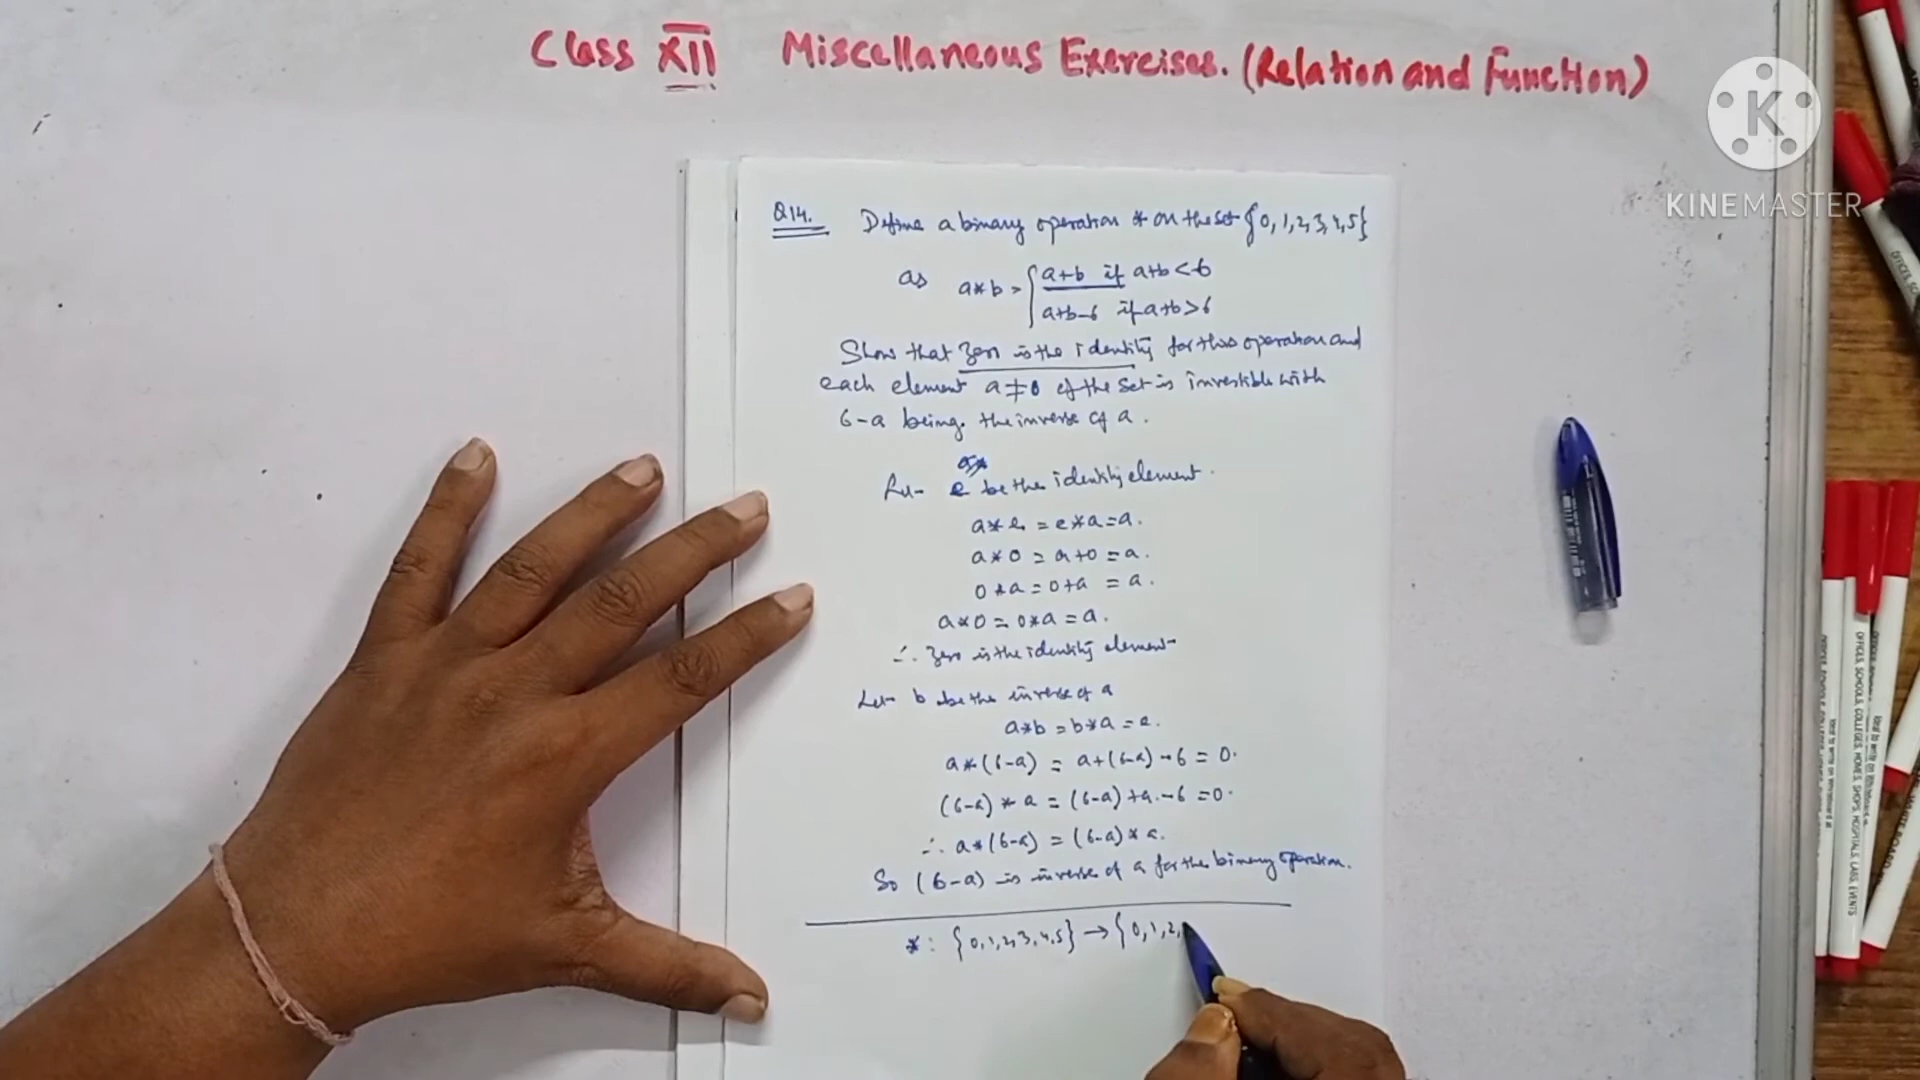 Class XII Miscellaneous Exercises. (Relation and Function)
KINEMASTER
Q14. Define a binary operation * on the set {0, 1, 2, 3, 4, 5}
as a*b = { a+b if a+b<6
a+b-6 if a+b>6
Show that Zero is the identity for this operation and
each element a≠0 of the set is invertible with
6-a being the inverse of a.
Let e be the identity element.
a*e = e*a=a.
a*0 = a+0 = a.
0*a=0+a = a.
a*0=0*a=a.
∴ Zero is the identity element
Let b be the inverse of a
a*b=b*a=e.
a*(6-a) = a+(6-a)-6 = 0.
(6-a)*a = (6-a)+a-6 = 0.
∴ a*(6-a) = (6-a)*a.
So (6-a) is inverse of a for the binary operation.
*: {0,1,2,3,4,5} → {0,1,2,